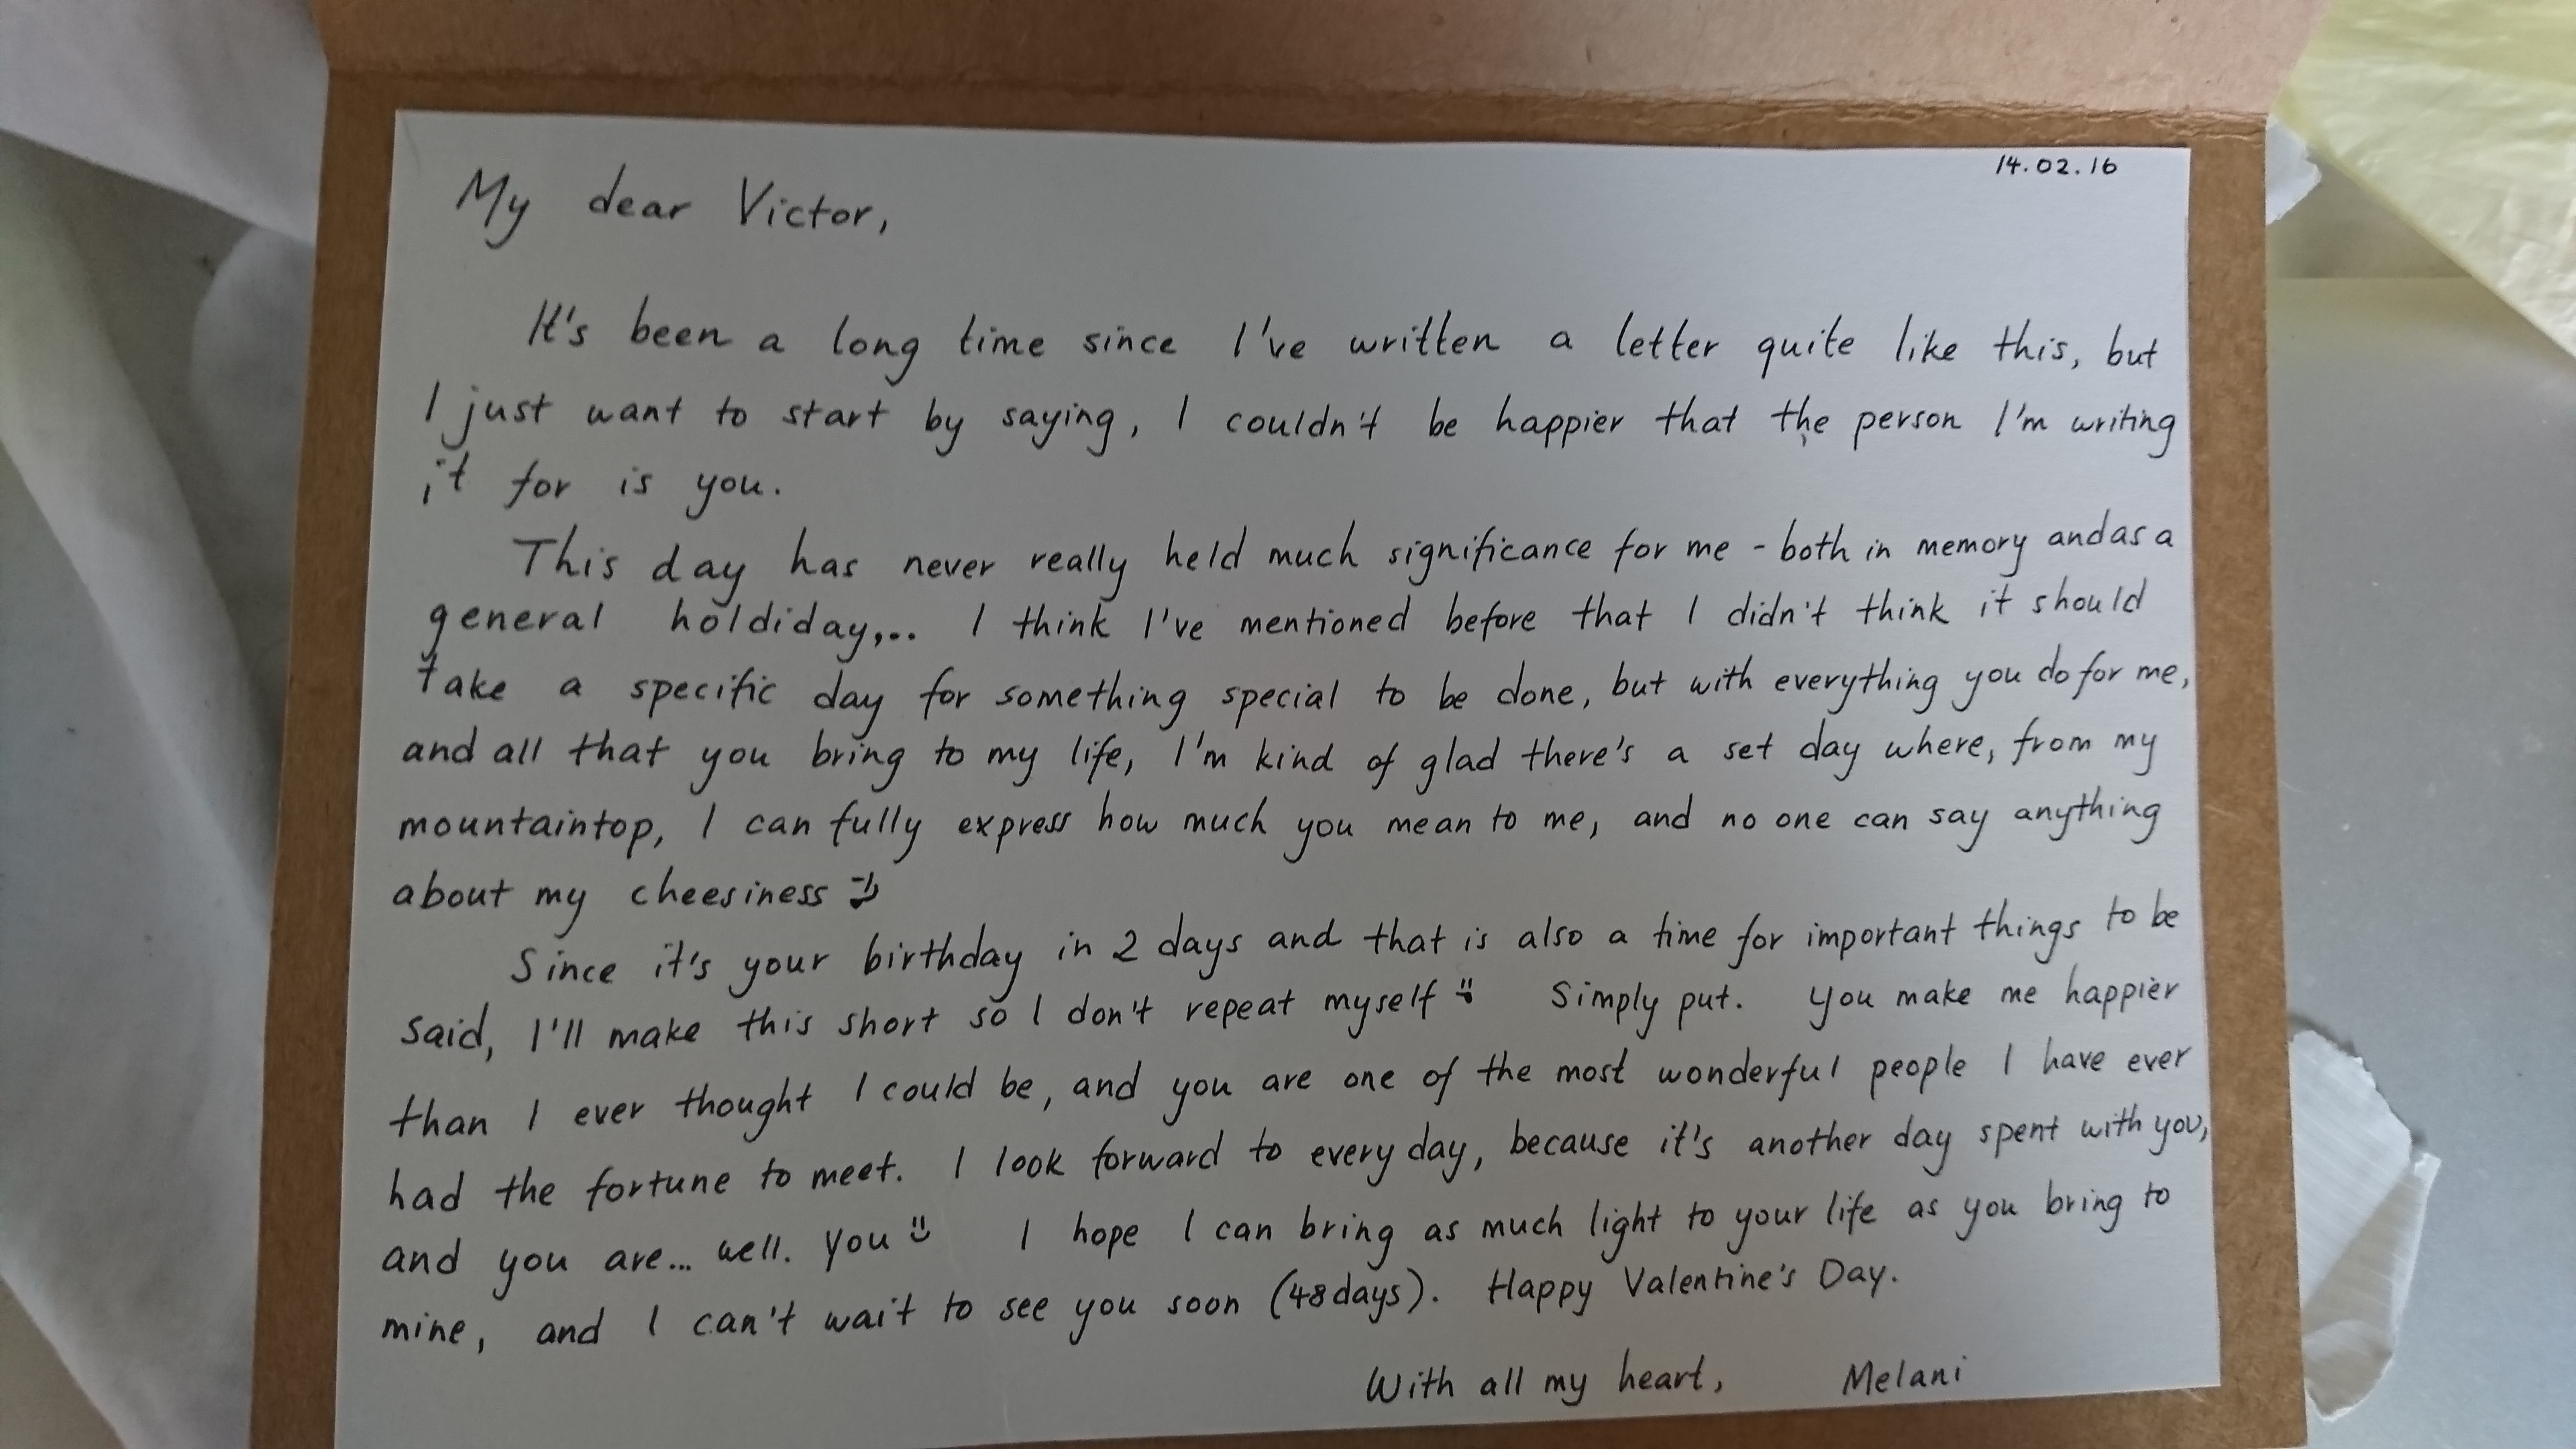 14.02.16
My dear Victor,
It's been a long time since I've written a letter quite like this, but
I just want to start by saying, I couldn't be happier that the person I'm writing
it for is you.
This day has never really held much significance for me - both in memory and as a
general holdiday,.. I think I've mentioned before that I didn't think it should
take a specific day for something special to be done, but with everything you do for me,
and all that you bring to my life, I'm kind of glad there's a set day where, from my
mountaintop, I can fully express how much you mean to me, and no one can say anything
about my cheesiness :)
Since it's your birthday in 2 days and that is also a time for important things to be
said, I'll make this short so I don't repeat myself :) Simply put. You make me happier
than I ever thought I could be, and you are one of the most wonderful people I have ever
had the fortune to meet. I look forward to every day, because it's another day spent with you,
and you are... well. You :) I hope I can bring as much light to your life as you bring to
mine, and I can't wait to see you soon (48 days). Happy Valentine's Day.
With all my heart, Melani